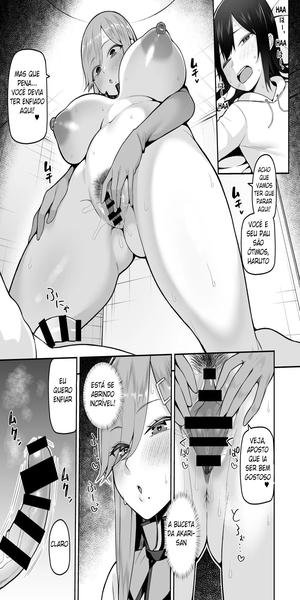 HAA
HAA
HA
ACHO QUE
VAMOS
TER QUE
PARAR
AQUI!
VOCÊ E
SEU PAU
SÃO
ÓTIMOS,
HARUTO
MAS QUE
PENA...
VOCÊ DEVIA
TER ENFIADO
AQUI!
VEJA, APOSTO
QUE IA
SER BEM
GOSTOSO
ESTÁ SE
ABRINDO
INCRÍVEL!
A BUCETA
DA AKARI-
SAN
EU
QUERO
ENFIAR
CLARO